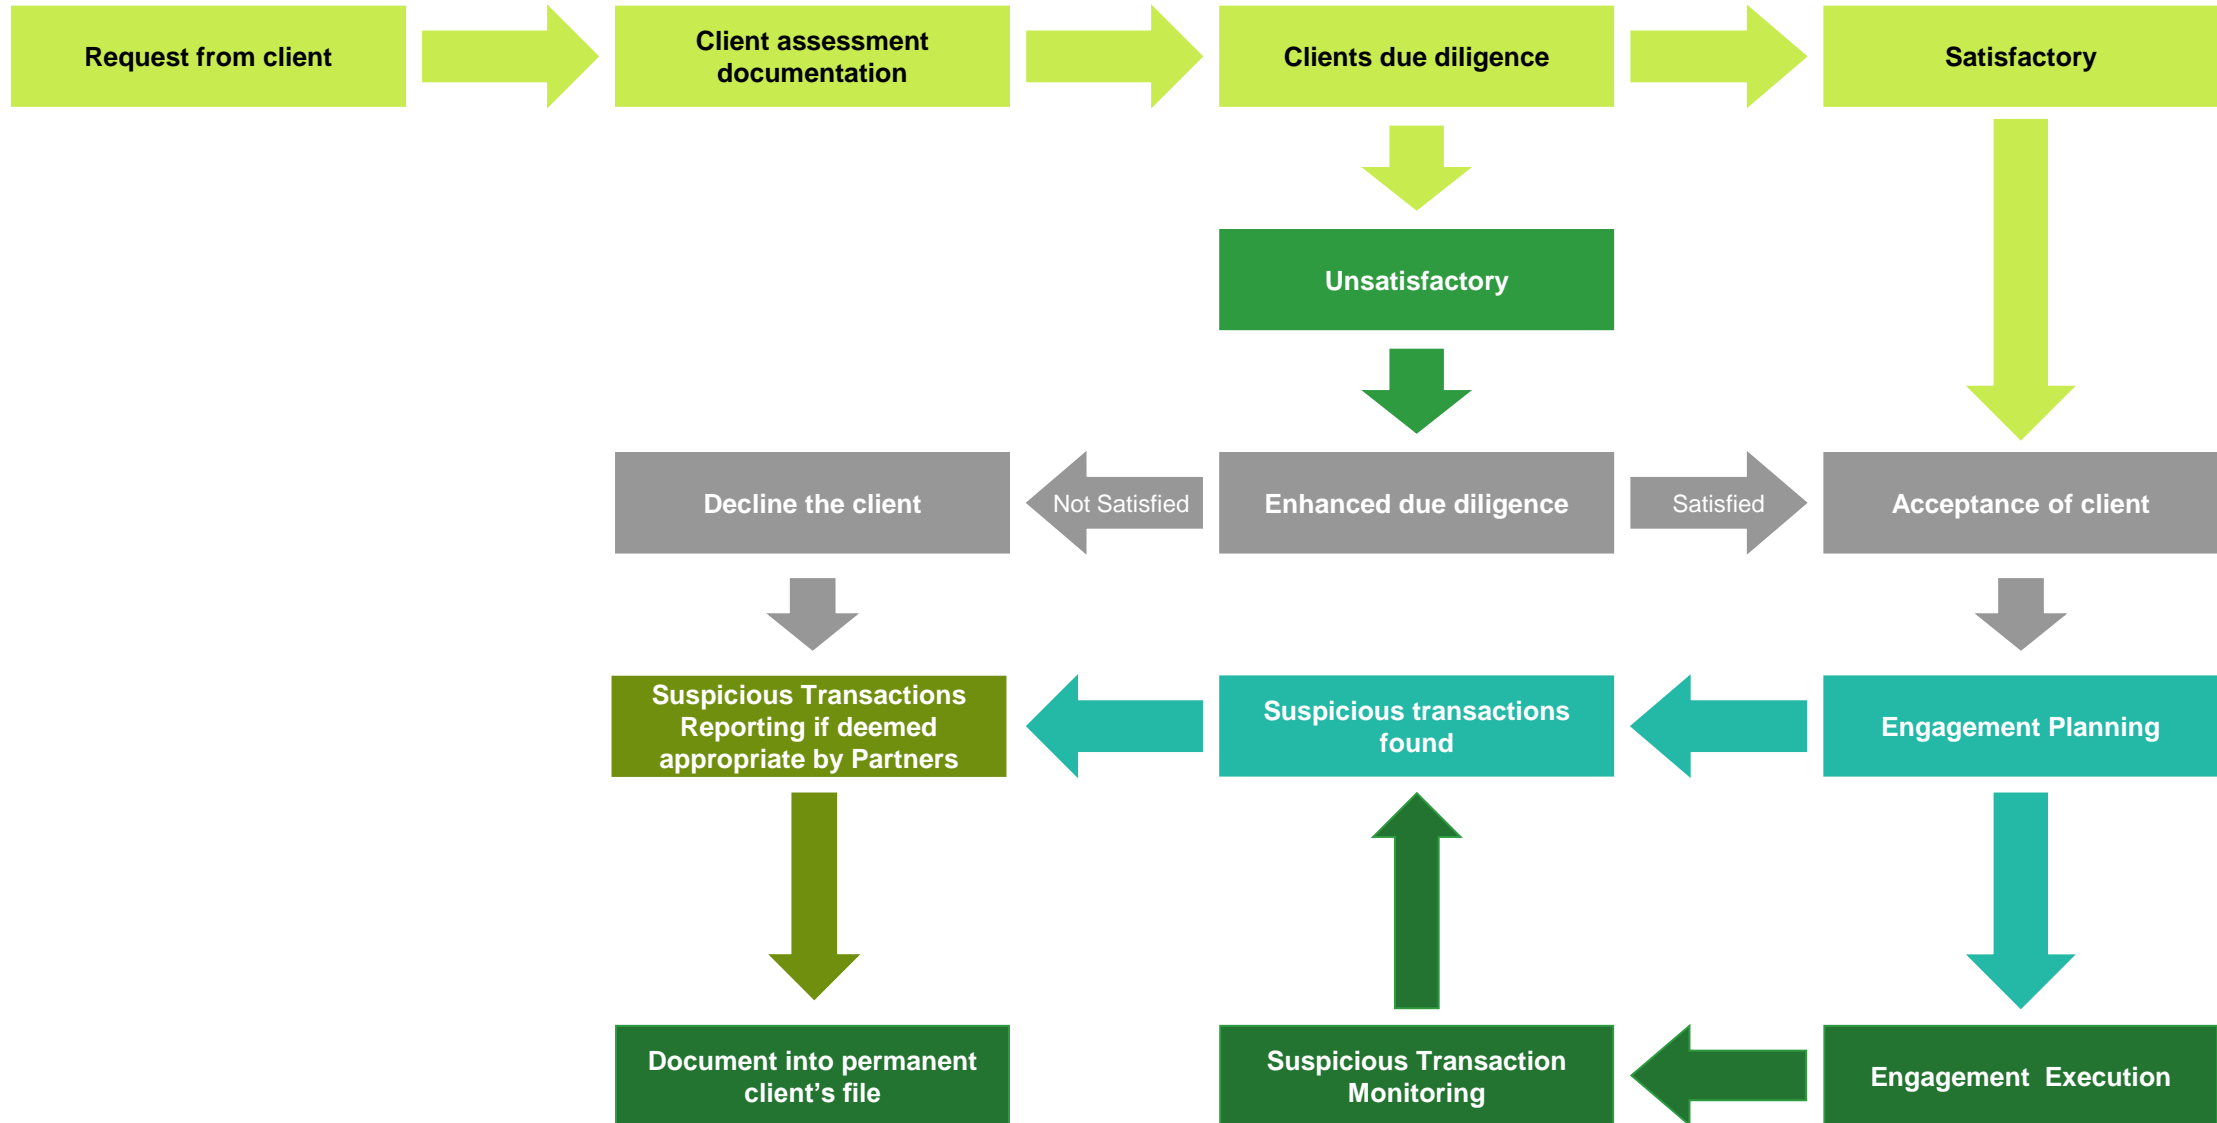 Request from client
Client assessment
documentation
Clients due diligence
Satisfactory
Unsatisfactory
Decline the client
Not Satisfied
Enhanced due diligence
Satisfied
Acceptance of client
Suspicious Transactions
Reporting if deemed
appropriate by Partners
Suspicious transactions
found
Engagement Planning
Document into permanent
client’s file
Suspicious Transaction
Monitoring
Engagement  Execution